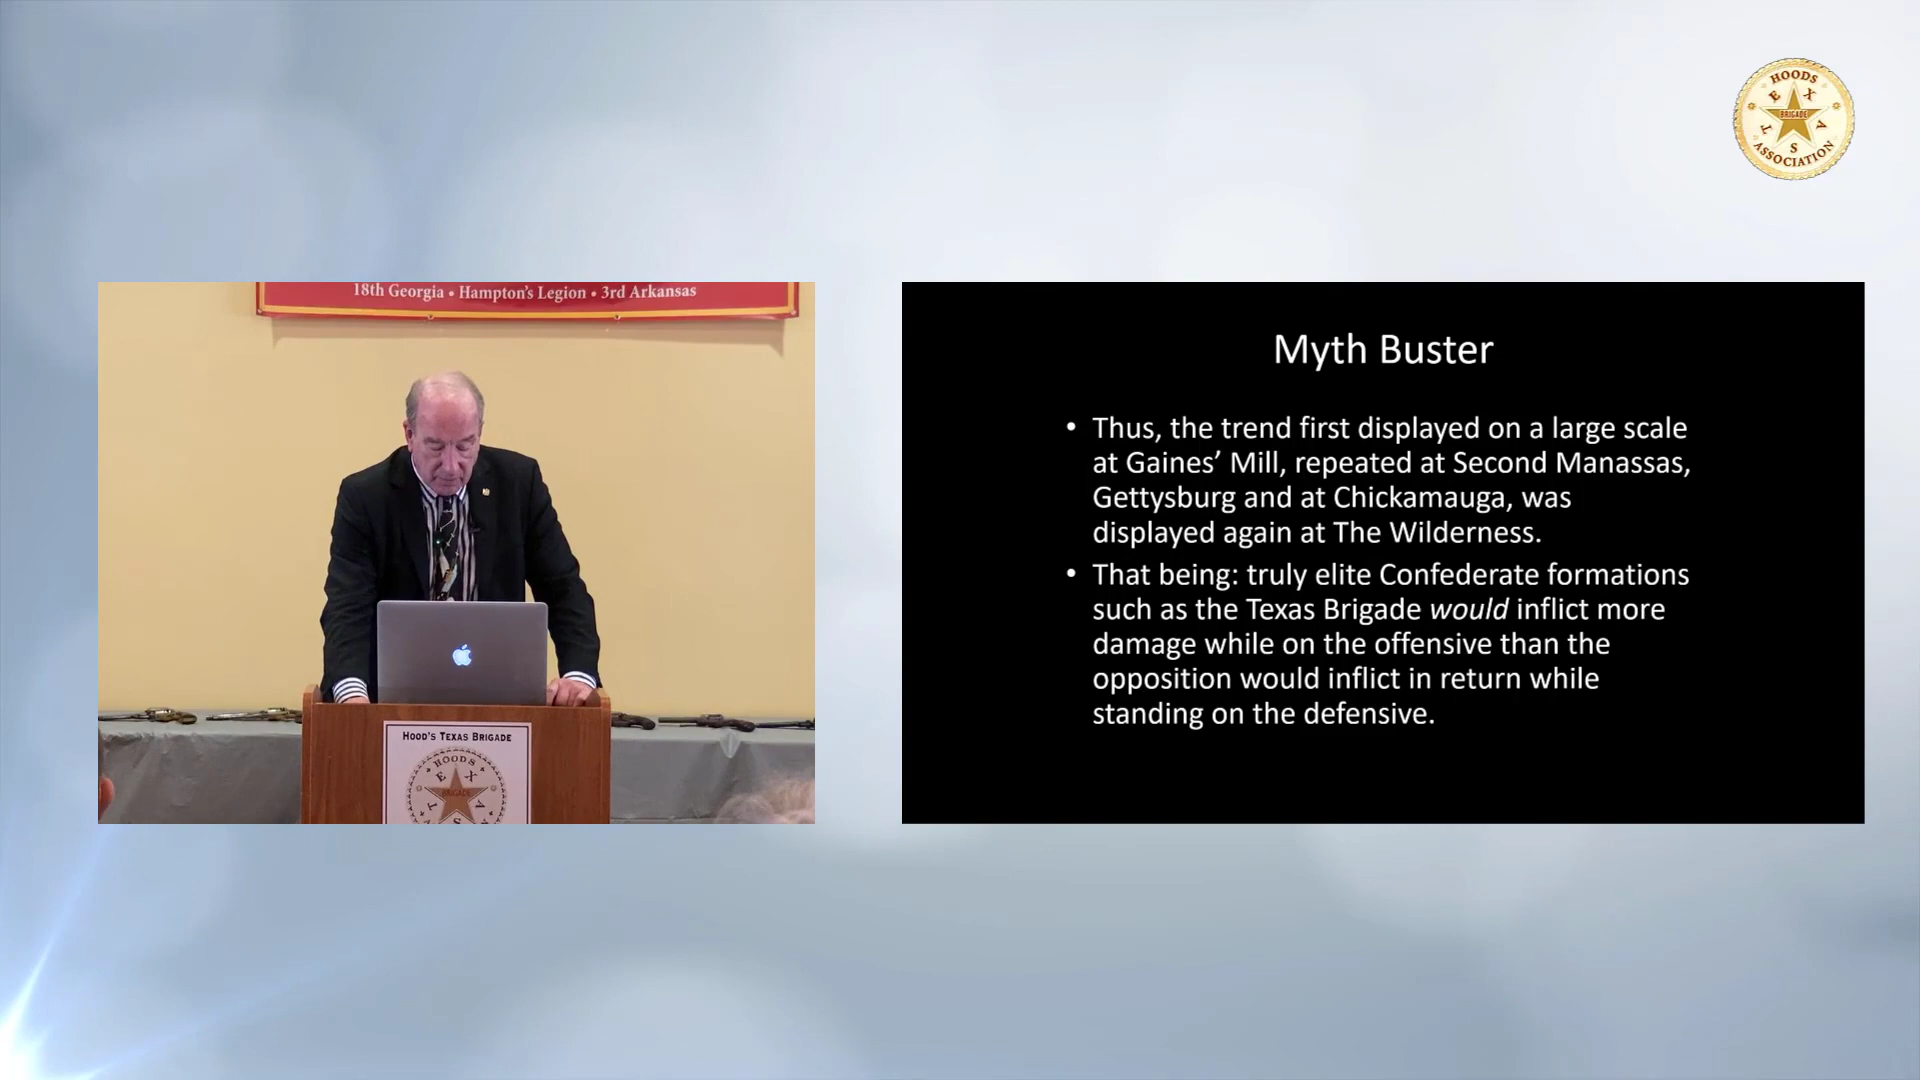 HOODS
TEXAS
BRIGADE
ASSOCIATION
18th Georgia • Hampton's Legion • 3rd Arkansas
HOOD'S TEXAS BRIGADE
HOODS
TEXAS
BRIGADE
Myth Buster
• Thus, the trend first displayed on a large scale
at Gaines’ Mill, repeated at Second Manassas,
Gettysburg and at Chickamauga, was
displayed again at The Wilderness.
• That being: truly elite Confederate formations
such as the Texas Brigade would inflict more
damage while on the offensive than the
opposition would inflict in return while
standing on the defensive.